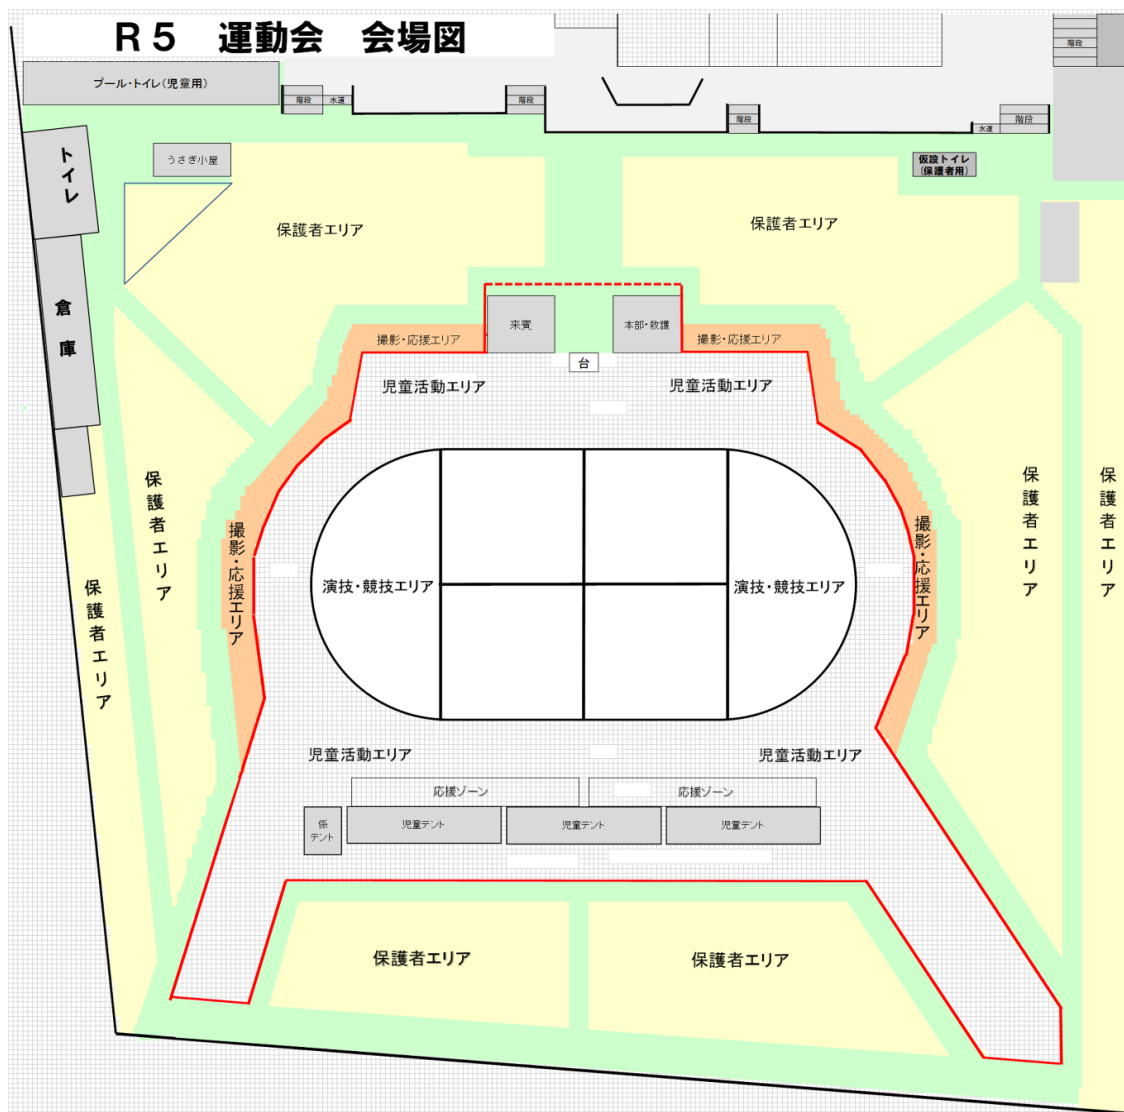 R5 運動会 会場図
階段
プール・トイレ(児童用)
階段
水道
階段
階段
水道
階段
トイレ
うさぎ小屋
仮設トイレ
(保護者用)
保護者エリア
保護者エリア
倉庫
来賓
本部・救護
撮影・応援エリア
撮影・応援エリア
台
児童活動エリア
児童活動エリア
保護者エリア
保護者エリア
保護者エリア
保護者エリア
撮影・応援エリア
撮影・応援エリア
演技・競技エリア
演技・競技エリア
児童活動エリア
児童活動エリア
応援ゾーン
応援ゾーン
係
テント
児童テント
児童テント
児童テント
保護者エリア
保護者エリア